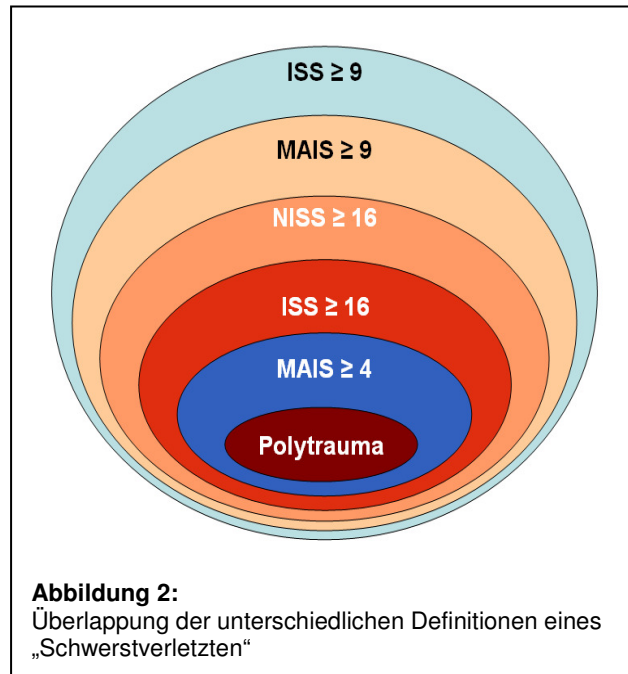 ISS ≥ 9
MAIS ≥ 9
NISS ≥ 16
ISS ≥ 16
MAIS ≥ 4
Polytrauma
Abbildung 2:
Überlappung der unterschiedlichen Definitionen eines
„Schwerstverletzten“